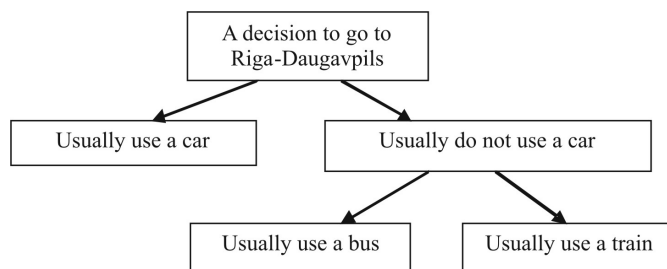 A decision to go to
Riga-Daugavpils
Usually use a car
Usually do not use a car
Usually use a bus
Usually use a train